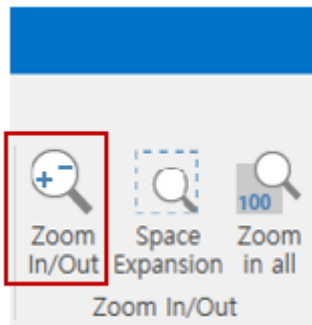 + -
100
Zoom Space Zoom
In/Out Expansion in all
Zoom In/Out